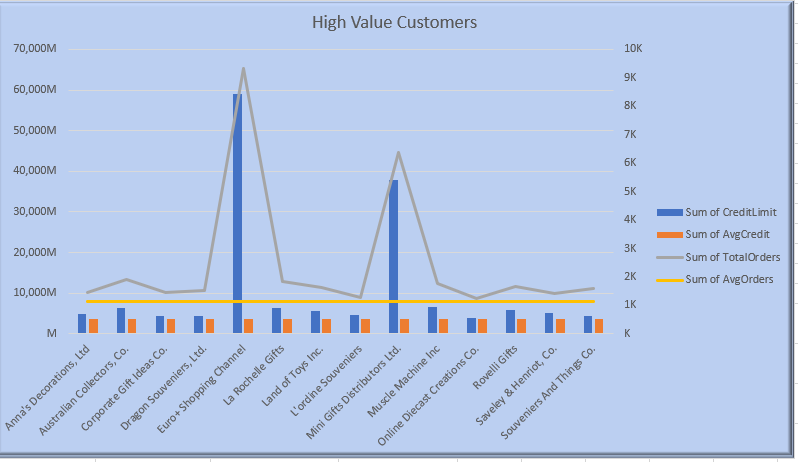 High Value Customers
70,000M
60,000M
50,000M
40,000M
30,000M
20,000M
10,000M
M
10K
9K
8K
7K
6K
5K
4K
3K
2K
1K
K
Sum of CreditLimit
Sum of AvgCredit
Sum of TotalOrders
Sum of AvgOrders
Anna's Decorations, Ltd
Australian Collectors, Co.
Corporate Gift Ideas Co.
Dragon Souveniers, Ltd.
Euro+ Shopping Channel
La Rochelle Gifts
Land of Toys Inc.
L'ordine Souveniers
Mini Gifts Distributors Ltd.
Muscle Machine Inc
Online Diecast Creations Co.
Rovelli Gifts
Saveley & Henriot, Co.
Souveniers And Things Co.